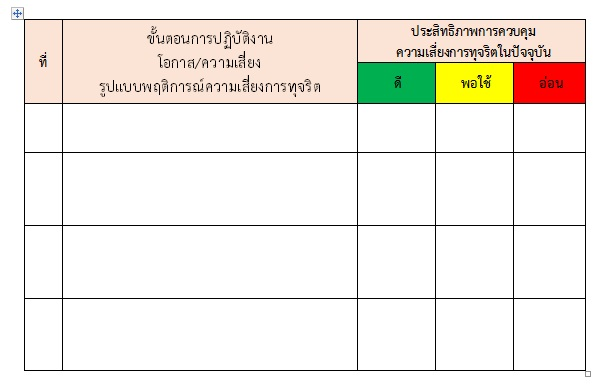 ที่
ขั้นตอนการปฏิบัติงาน
โอกาส/ความเสี่ยง
รูปแบบพฤติการณ์ความเสี่ยงการทุจริต
ประสิทธิภาพการควบคุม
ความเสี่ยงการทุจริตในปัจจุบัน
ดี
พอใช้
อ่อน